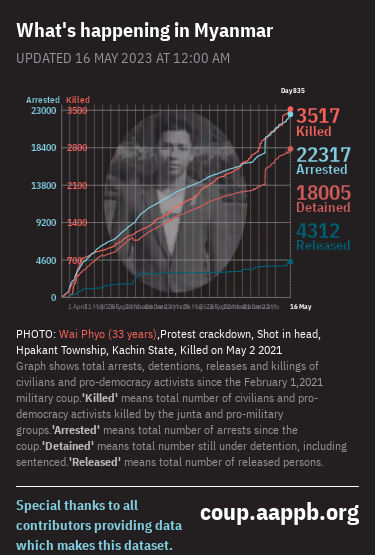 What's happening in Myanmar
UPDATED 16 MAY 2023 AT 12:00 AM
Day835
Arrested Killed
23000 3500
18400 2800
13800 2100
9200 1400
4600 700
0
3517
Killed
22317
Arrested
18005
Detained
4312
Released
1 April
16 May
PHOTO: Wai Phyo (33 years),Protest crackdown, Shot in head,
Hpakant Township, Kachin State, Killed on May 2 2021
Graph shows total arrests, detentions, releases and killings of
civilians and pro-democracy activists since the February 1,2021
military coup.'Killed' means total number of civilians and pro-
democracy activists killed by the junta and pro-military
groups.'Arrested' means total number of arrests since the
coup.'Detained' means total number still under detention, including
sentenced.'Released' means total number of released persons.
Special thanks to all
contributors providing data
which makes this dataset.
coup.aappb.org